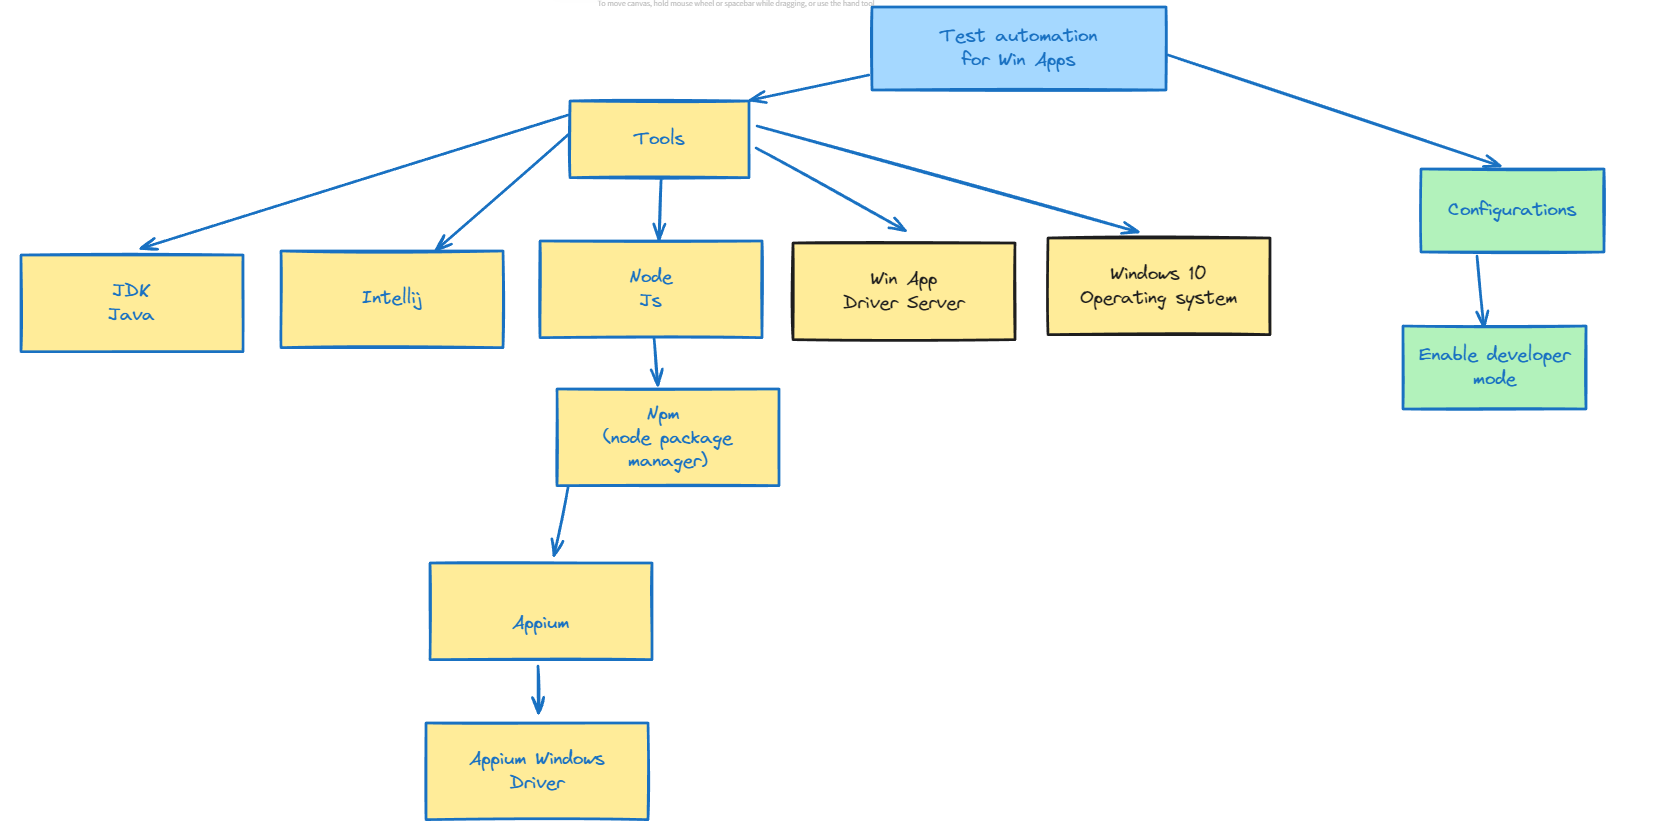 To move canvas, hold mouse wheel or spacebar while dragging, or use the hand tool
Test automation
for Win Apps
Tools
Configurations
JDK
Java
Intellij
Node
Js
Win App
Driver Server
Windows 10
Operating system
Enable developer
mode
Npm
(node package
manager)
Appium
Appium Windows
Driver